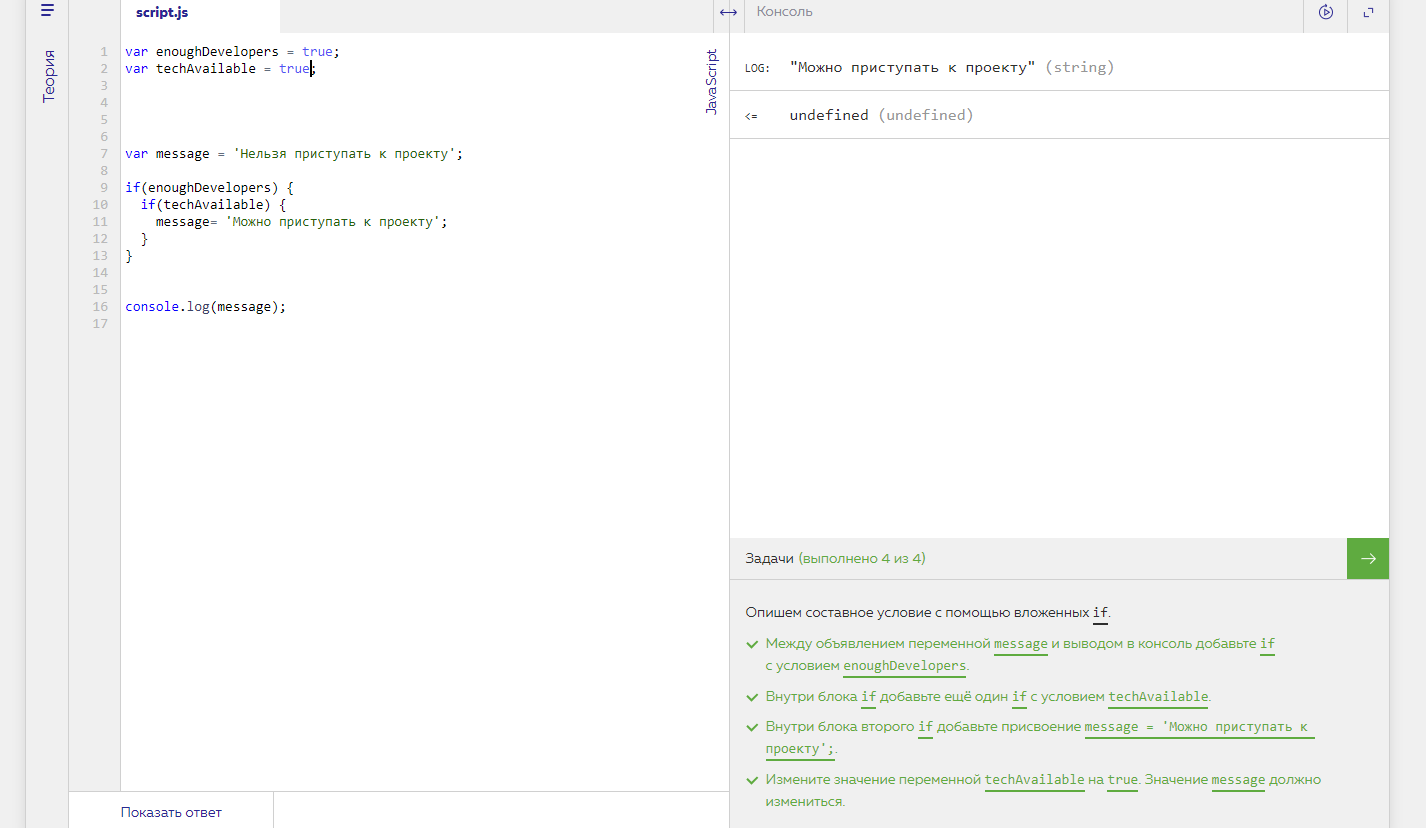 script.js
Консоль
Теория
JavaScript
1 var enoughDevelopers = true;
2 var techAvailable = true;
3
4
5
6
7 var message = 'Нельзя приступать к проекту';
8
9 if(enoughDevelopers) {
10   if(techAvailable) {
11     message= 'Можно приступать к проекту';
12   }
13 }
14
15
16 console.log(message);
17
Показать ответ
LOG: "Можно приступать к проекту" (string)
<= undefined (undefined)
Задачи (выполнено 4 из 4)
Опишем составное условие с помощью вложенных if.
Между объявлением переменной message и выводом в консоль добавьте if
с условием enoughDevelopers.
Внутри блока if добавьте ещё один if с условием techAvailable.
Внутри блока второго if добавьте присвоение message = 'Можно приступать к
проекту';.
Измените значение переменной techAvailable на true. Значение message должно
измениться.